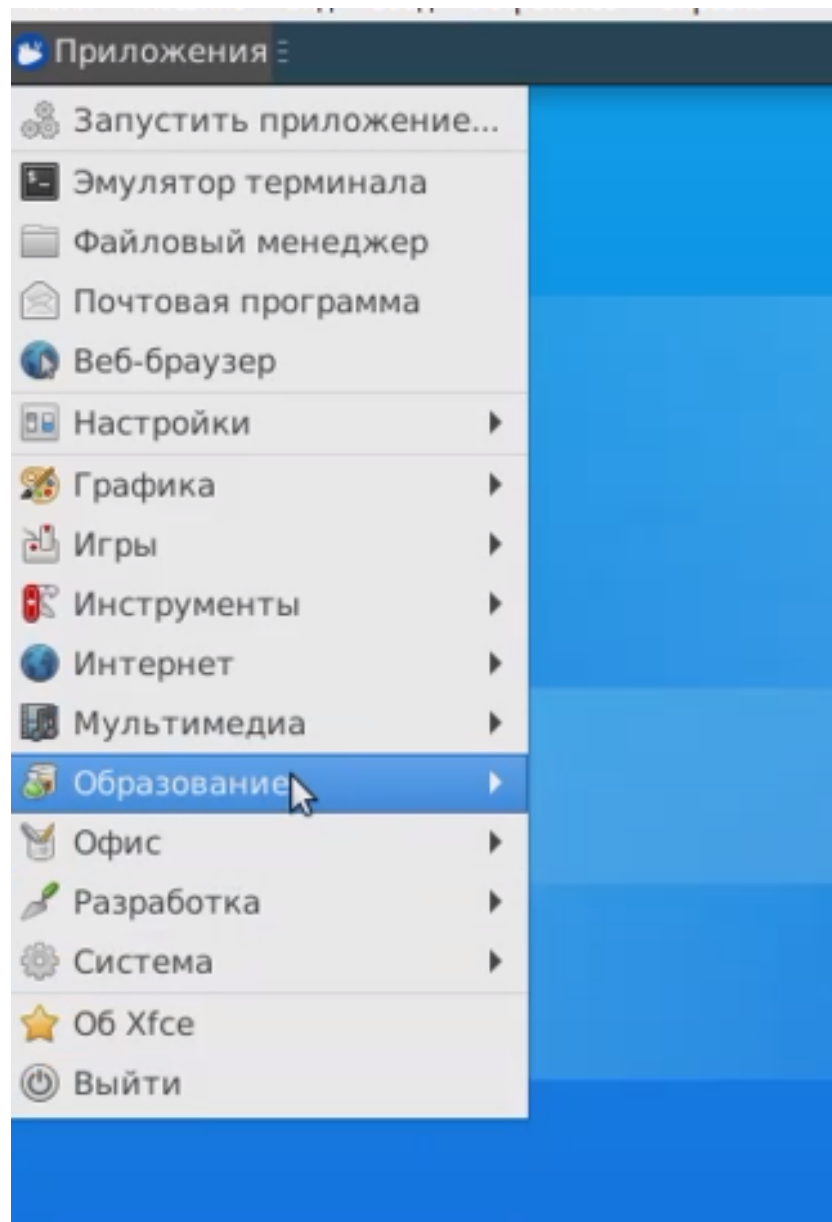 Приложения
Запустить приложение...
Эмулятор терминала
Файловый менеджер
Почтовая программа
Веб-браузер
Настройки
Графика
Игры
Инструменты
Интернет
Мультимедиа
Образование
Офис
Разработка
Система
Об Xfce
Выйти